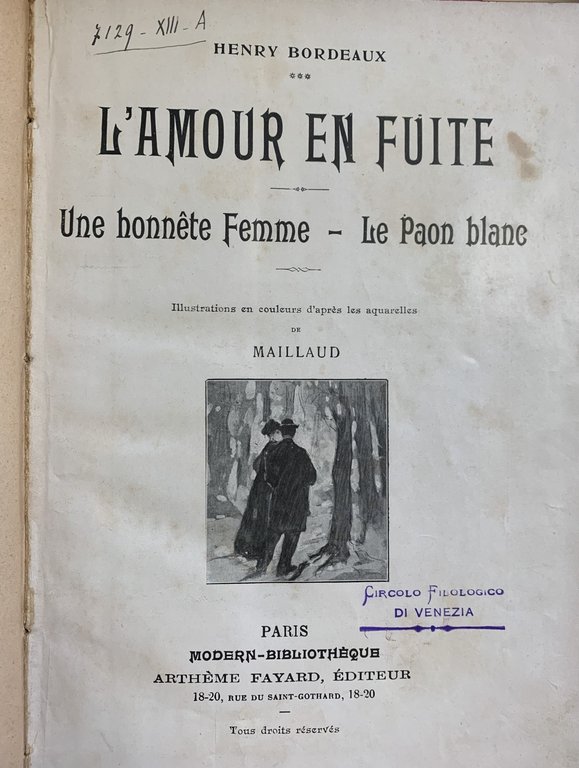 7129 - XIII - A
HENRY BORDEAUX
***
L'AMOUR EN FUITE
Une honnête Femme - Le Paon blanc
Illustrations en couleurs d'après les aquarelles
DE
MAILLAUD
CIRCOLO FILOLOGICO
DI VENEZIA
PARIS
MODERN-BIBLIOTHÈQUE
ARTHÈME FAYARD, ÉDITEUR
18-20, RUE DU SAINT-GOTHARD, 18-20
Tous droits réservés